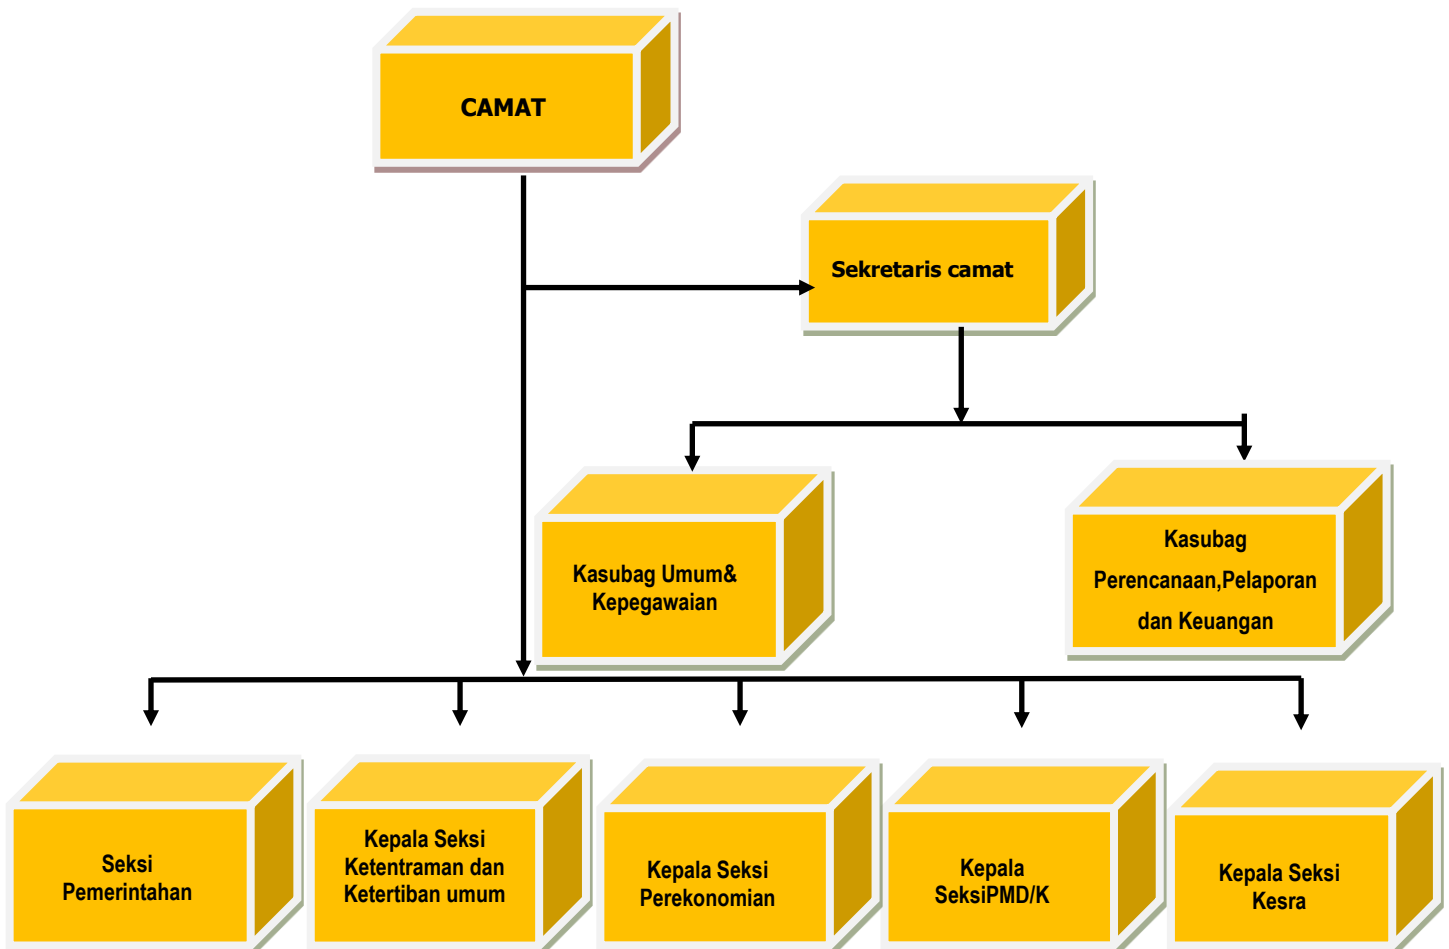 CAMAT
Sekretaris camat
Kasubag Umum&
Kepegawaian
Kasubag
Perencanaan,Pelaporan
dan Keuangan
Seksi
Pemerintahan
Kepala Seksi
Ketentraman dan
Ketertiban umum
Kepala Seksi
Perekonomian
Kepala
SeksiPMD/K
Kepala Seksi
Kesra